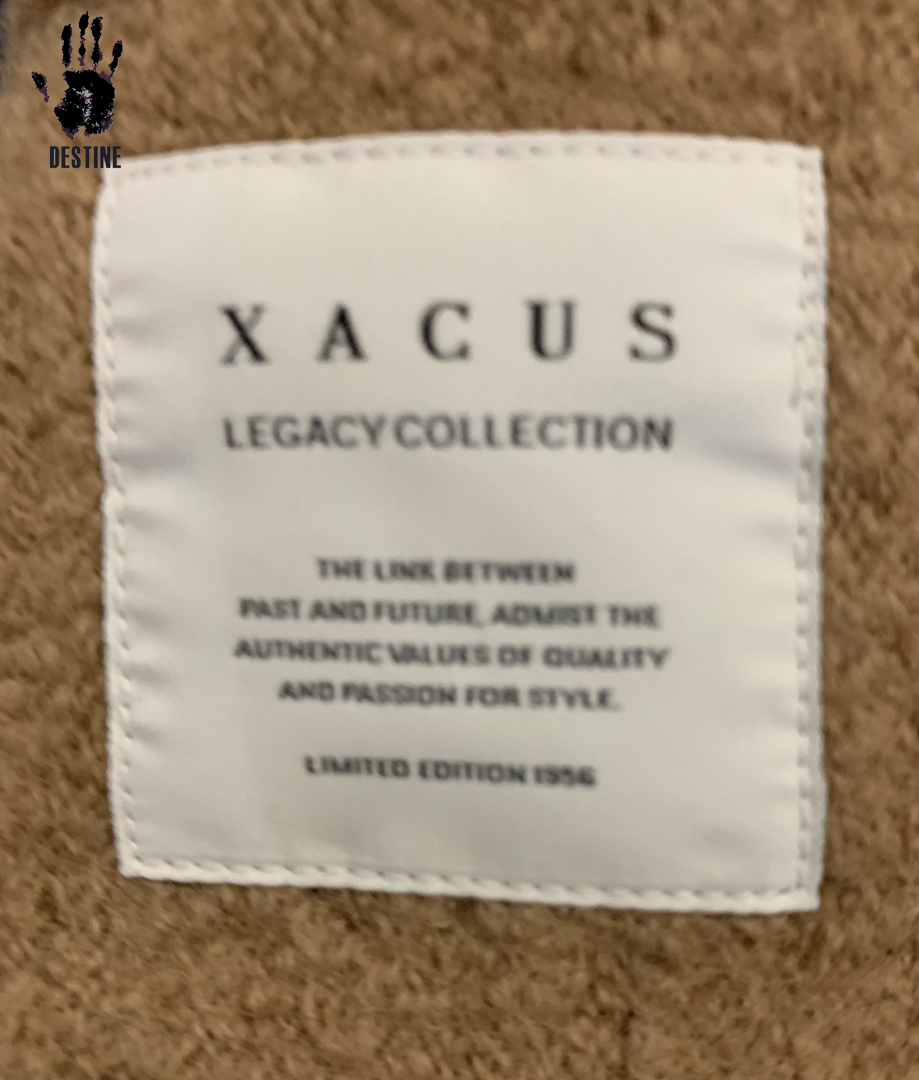 DESTINE
X A C U S
LEGACY COLLECTION
THE LINK BETWEEN
PAST AND FUTURE, ADMIST THE
AUTHENTIC VALUES OF QUALITY
AND PASSION FOR STYLE.
LIMITED EDITION 1956